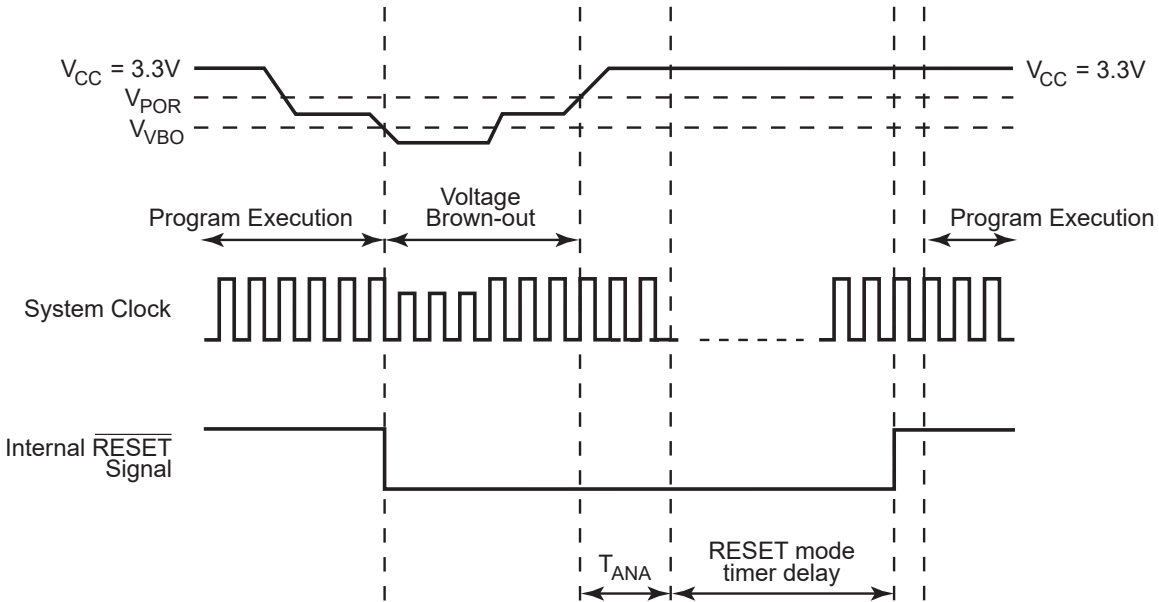 VCC = 3.3V
VCC = 3.3V
VPOR
VVBO
Voltage
Brown-out
Program Execution
Program Execution
System Clock
Internal RESET
Signal
TANA
RESET mode
timer delay